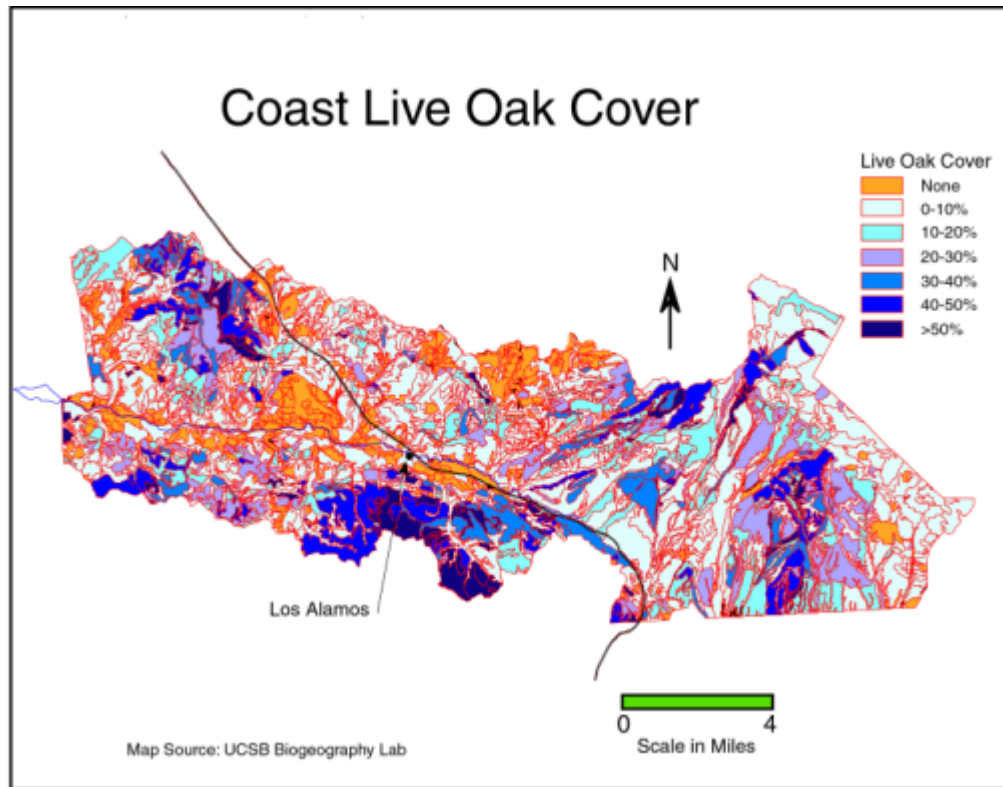 Coast Live Oak Cover
Live Oak Cover
None
0-10%
10-20%
20-30%
30-40%
40-50%
>50%
N
Los Alamos
0 4
Scale in Miles
Map Source: UCSB Biogeography Lab